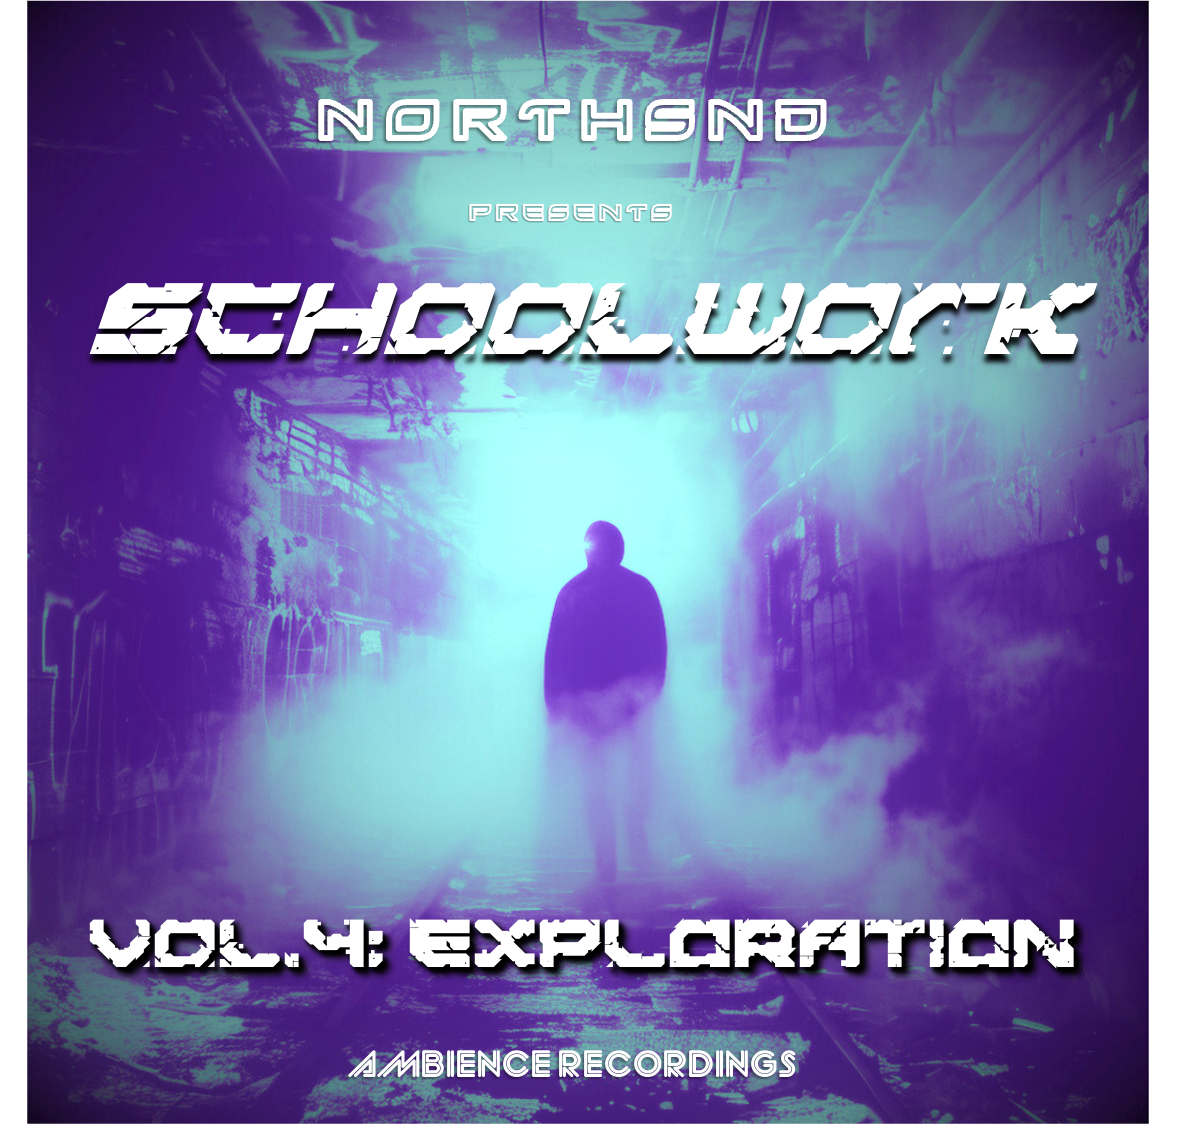 NORTHSND
PRESENTS
SCHOOLWORK
VOL.4: EXPLORATION
AMBIENCE RECORDINGS